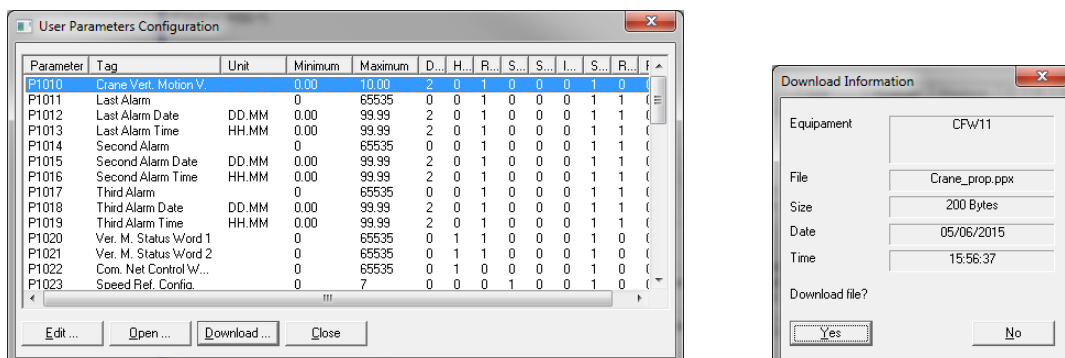 User Parameters Configuration
Parameter Tag Unit Minimum Maximum D... H... R... S... S... I... S... R... F
P1010 Crane Vert. Motion V. 0.00 10.00 2 0 1 0 0 0 1 1 0
P1011 Last Alarm 0 65535 0 0 1 0 0 0 1 1 0
P1012 Last Alarm Date DD.MM 0.00 99.99 2 0 1 0 0 0 1 1 0
P1013 Last Alarm Time HH.MM 0.00 99.99 2 0 1 0 0 0 1 1 0
P1014 Second Alarm 0 65535 0 0 1 0 0 0 1 1 0
P1015 Second Alarm Date DD.MM 0.00 99.99 2 0 1 0 0 0 1 1 0
P1016 Second Alarm Time HH.MM 0.00 99.99 2 0 1 0 0 0 1 1 0
P1017 Third Alarm 0 65535 0 0 1 0 0 0 1 1 0
P1018 Third Alarm Date DD.MM 0.00 99.99 2 0 1 0 0 0 1 1 0
P1019 Third Alarm Time HH.MM 0.00 99.99 2 0 1 0 0 0 1 1 0
P1020 Ver. M. Status Word 1 0 65535 0 1 1 0 0 0 1 0 0
P1021 Ver. M. Status Word 2 0 65535 0 1 1 0 0 0 1 0 0
P1022 Com. Net Control W... 0 65535 0 1 0 0 0 0 1 0 0
P1023 Speed Ref. Config. 0 7 0 0 0 1 0 0 1 0 0
Edit ... Open ... Download ... Close
Download Information
Equipament CFW11
File Crane_prop.ppx
Size 200 Bytes
Date 05/06/2015
Time 15:56:37
Download file?
Yes No